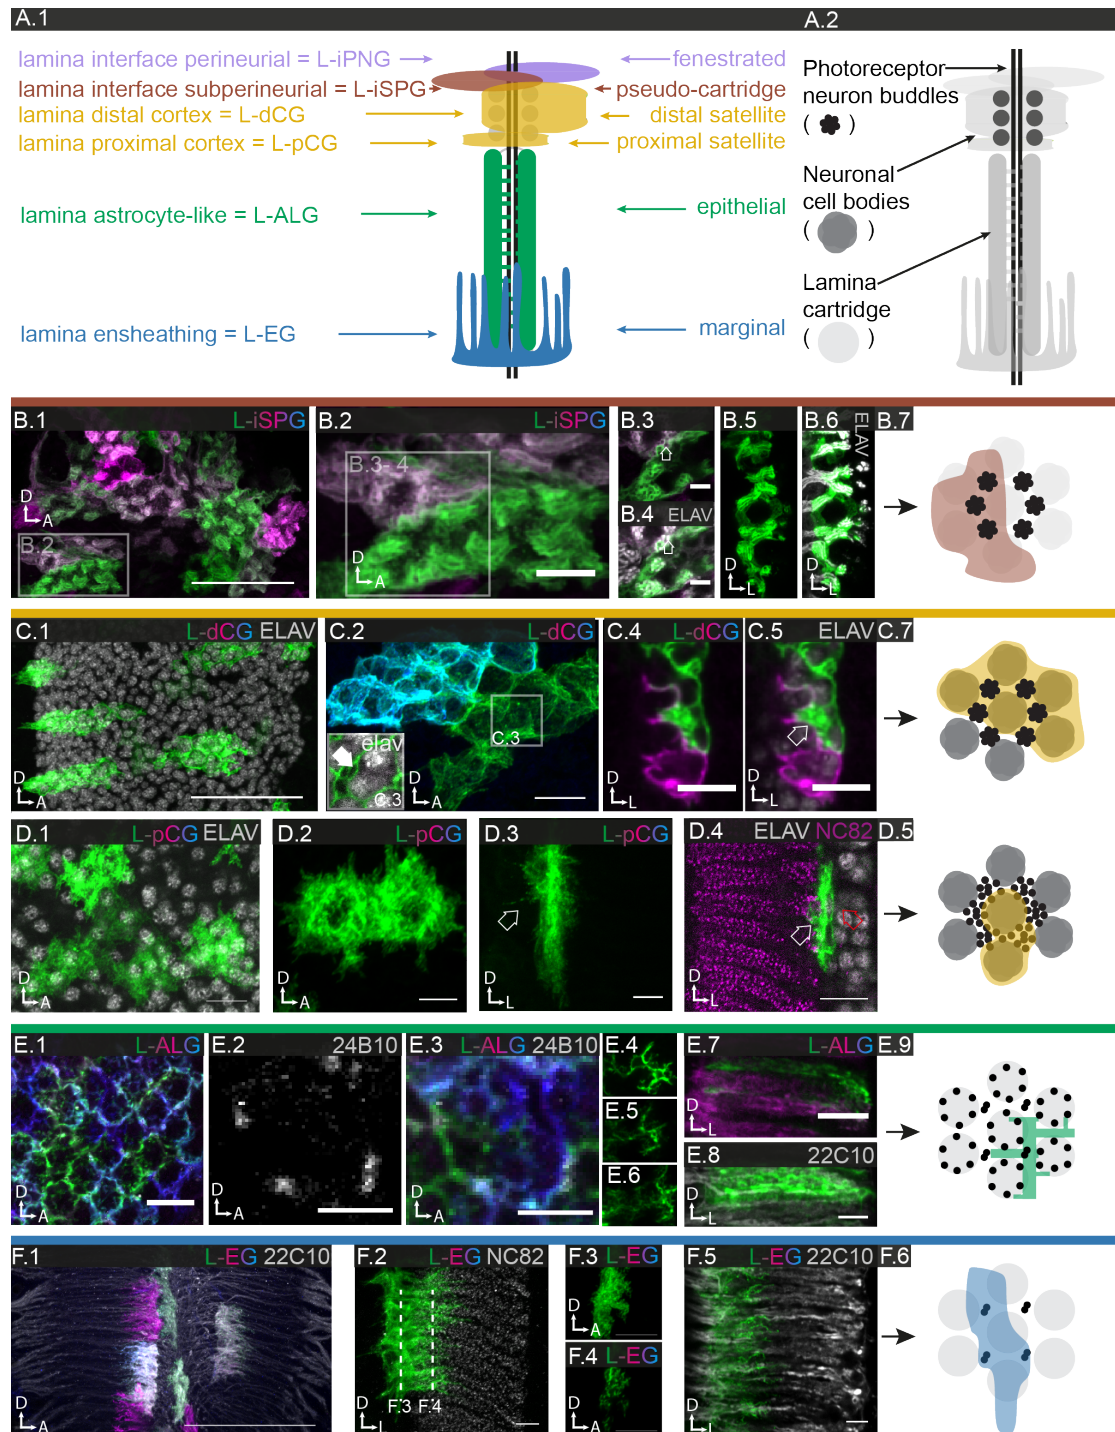 A.1
A.2
lamina interface perineurial = L-iPNG
fenestrated
lamina interface subperineurial = L-iSPG
pseudo-cartridge
lamina distal cortex = L-dCG
distal satellite
lamina proximal cortex = L-pCG
proximal satellite
lamina astrocyte-like = L-ALG
epithelial
lamina ensheathing = L-EG
marginal
Photoreceptor
neuron buddles
( )
Neuronal
cell bodies
( )
Lamina
cartridge
( )
B.1 L-iSPG
B.2
D
A
B.2 L-iSPG
B.3- 4
D
A
B.3
B.4 ELAV
B.5
D
L
B.6
ELAV
D
L
B.7
C.1 L-dCG ELAV
D
A
C.2 L-dCG
C.3
elav
C.3
D
A
C.4 L-dCG
D
L
C.5 ELAV
D
L
C.7
D.1 L-pCG ELAV
D
A
D.2 L-pCG
D
A
D.3 L-pCG
D
L
D.4 ELAV NC82
D
L
D.5
E.1 L-ALG
D
A
E.2 24B10
D
A
E.3 L-ALG 24B10
D
A
E.4
E.5
E.6
E.7 L-ALG
D
L
E.8 22C10
D
L
E.9
F.1 L-EG 22C10
D
A
F.2 L-EG NC82
F.3 F.4
D
L
F.3 L-EG
D
A
F.4 L-EG
D
A
F.5 L-EG 22C10
D
L
F.6